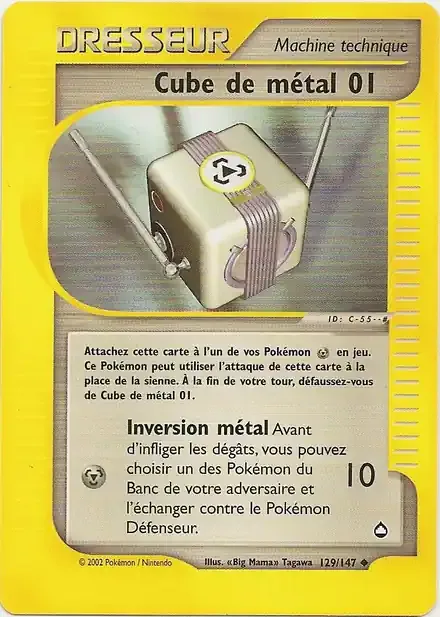 DRESSEUR
Machine technique
Cube de métal 01
ID: C-55--#
Attachez cette carte à l'un de vos Pokémon en jeu.
Ce Pokémon peut utiliser l'attaque de cette carte à la
place de la sienne. À la fin de votre tour, défaussez-vous
de Cube de métal 01.
Inversion métal Avant
d'infliger les dégâts, vous pouvez
choisir un des Pokémon du
Banc de votre adversaire et
l'échanger contre le Pokémon
Défenseur.
10
© 2002 Pokémon / Nintendo
Illus. «Big Mama» Tagawa 129/147